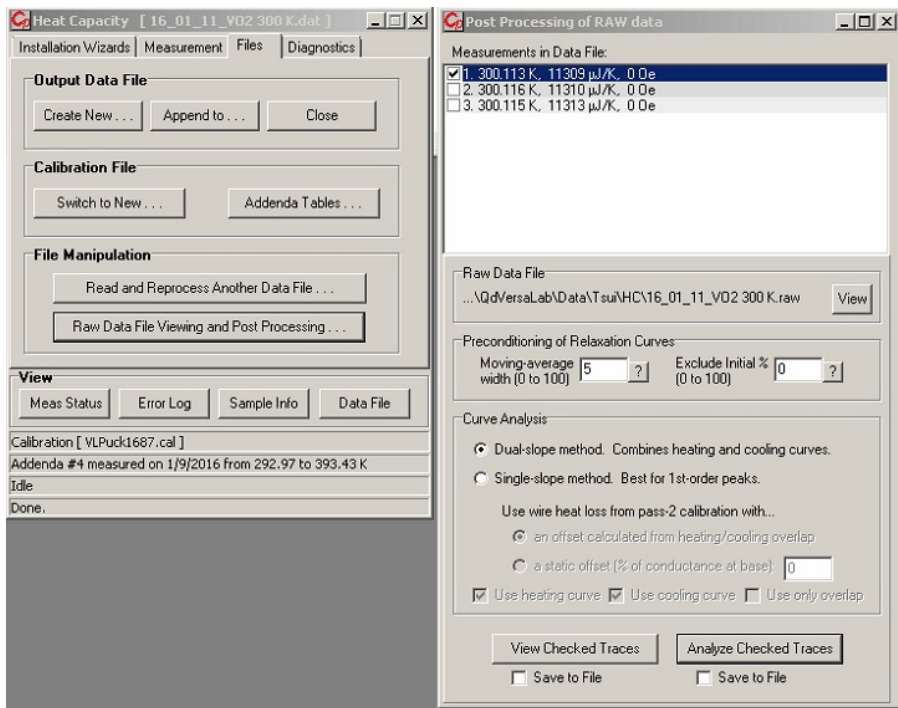 Heat Capacity [ 16_01_11_VO2 300 K.dat ]
Installation Wizards Measurement Files Diagnostics
Output Data File
Create New . . . Append to . . . Close
Calibration File
Switch to New . . . Addenda Tables . . .
File Manipulation
Read and Reprocess Another Data File . . .
Raw Data File Viewing and Post Processing . . .
View
Meas Status Error Log Sample Info Data File
Calibration [ VLPuck1687.cal ]
Addenda #4 measured on 1/9/2016 from 292.97 to 393.43 K
Idle
Done.
Post Processing of RAW data
Measurements in Data File:
1. 300.113 K, 11309 µJ/K, 0 Oe
2. 300.116 K, 11310 µJ/K, 0 Oe
3. 300.115 K, 11313 µJ/K, 0 Oe
Raw Data File
...\QdVersaLab\Data\Tsui\HC\16_01_11_VO2 300 K.raw View
Preconditioning of Relaxation Curves
Moving-average width (0 to 100) 5 ? Exclude Initial % (0 to 100) 0 ?
Curve Analysis
Dual-slope method. Combines heating and cooling curves.
Single-slope method. Best for 1st-order peaks.
Use wire heat loss from pass-2 calibration with...
an offset calculated from heating/cooling overlap
a static offset (% of conductance at base): 0
Use heating curve Use cooling curve Use only overlap
View Checked Traces Analyze Checked Traces
Save to File Save to File